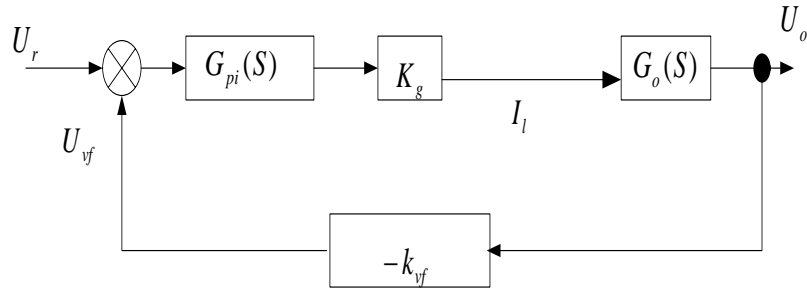 U_o
U_r
G_pi(S)
K_g
G_o(S)
I_l
U_vf
−k_vf